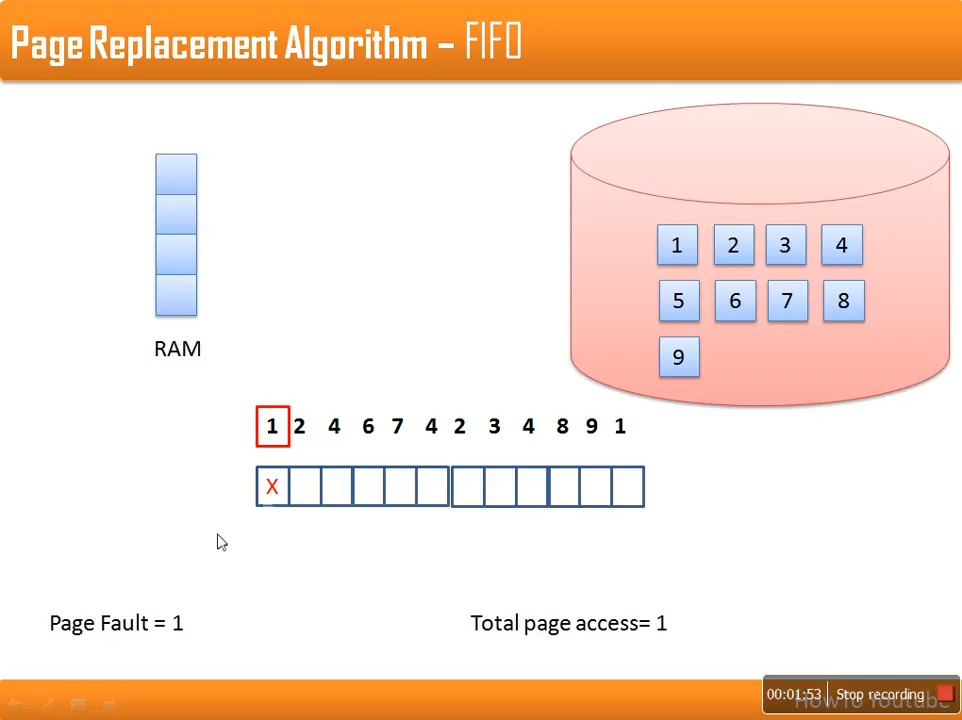 Page Replacement Algorithm – FIFO
1 2 3 4
5 6 7 8
9
RAM
1 2 4 6 7 4 2 3 4 8 9 1
X
Page Fault = 1
Total page access= 1
00:01:53 Stop recording
HowTo Youtube